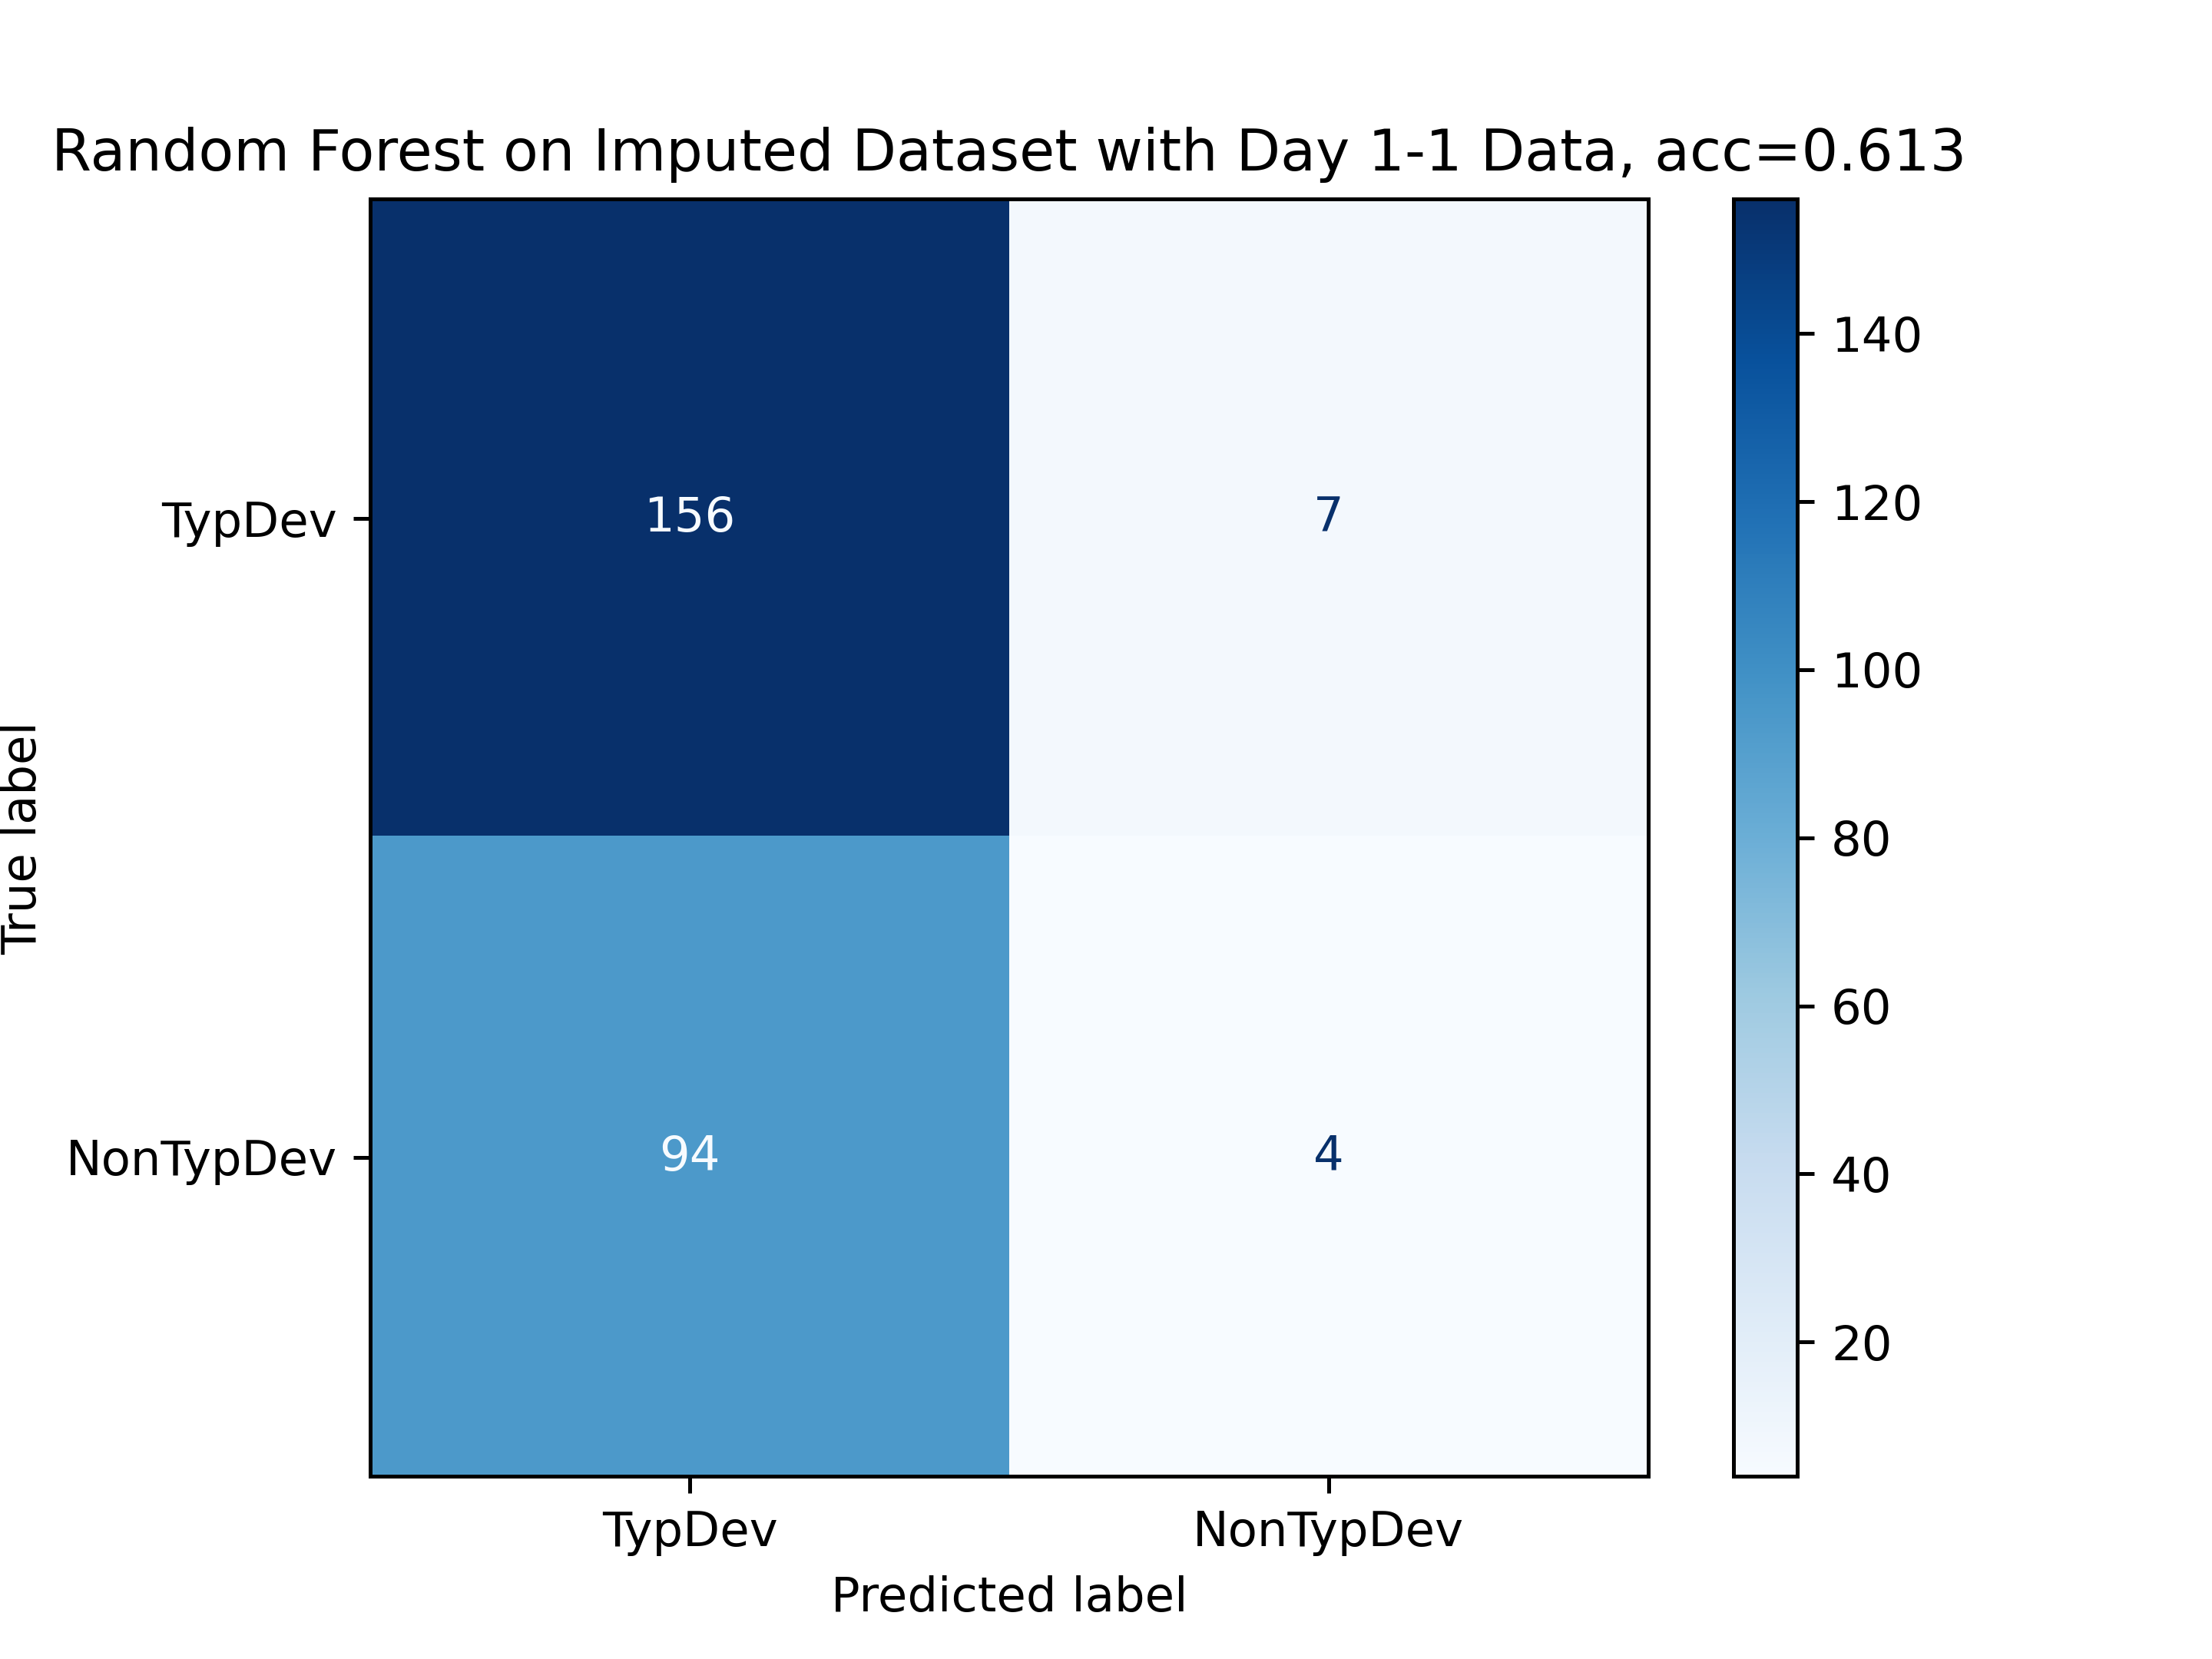 Random Forest on Imputed Dataset with Day 1-1 Data, acc=0.613
True label
TypDev
156
7
NonTypDev
94
4
TypDev
NonTypDev
Predicted label
140
120
100
80
60
40
20